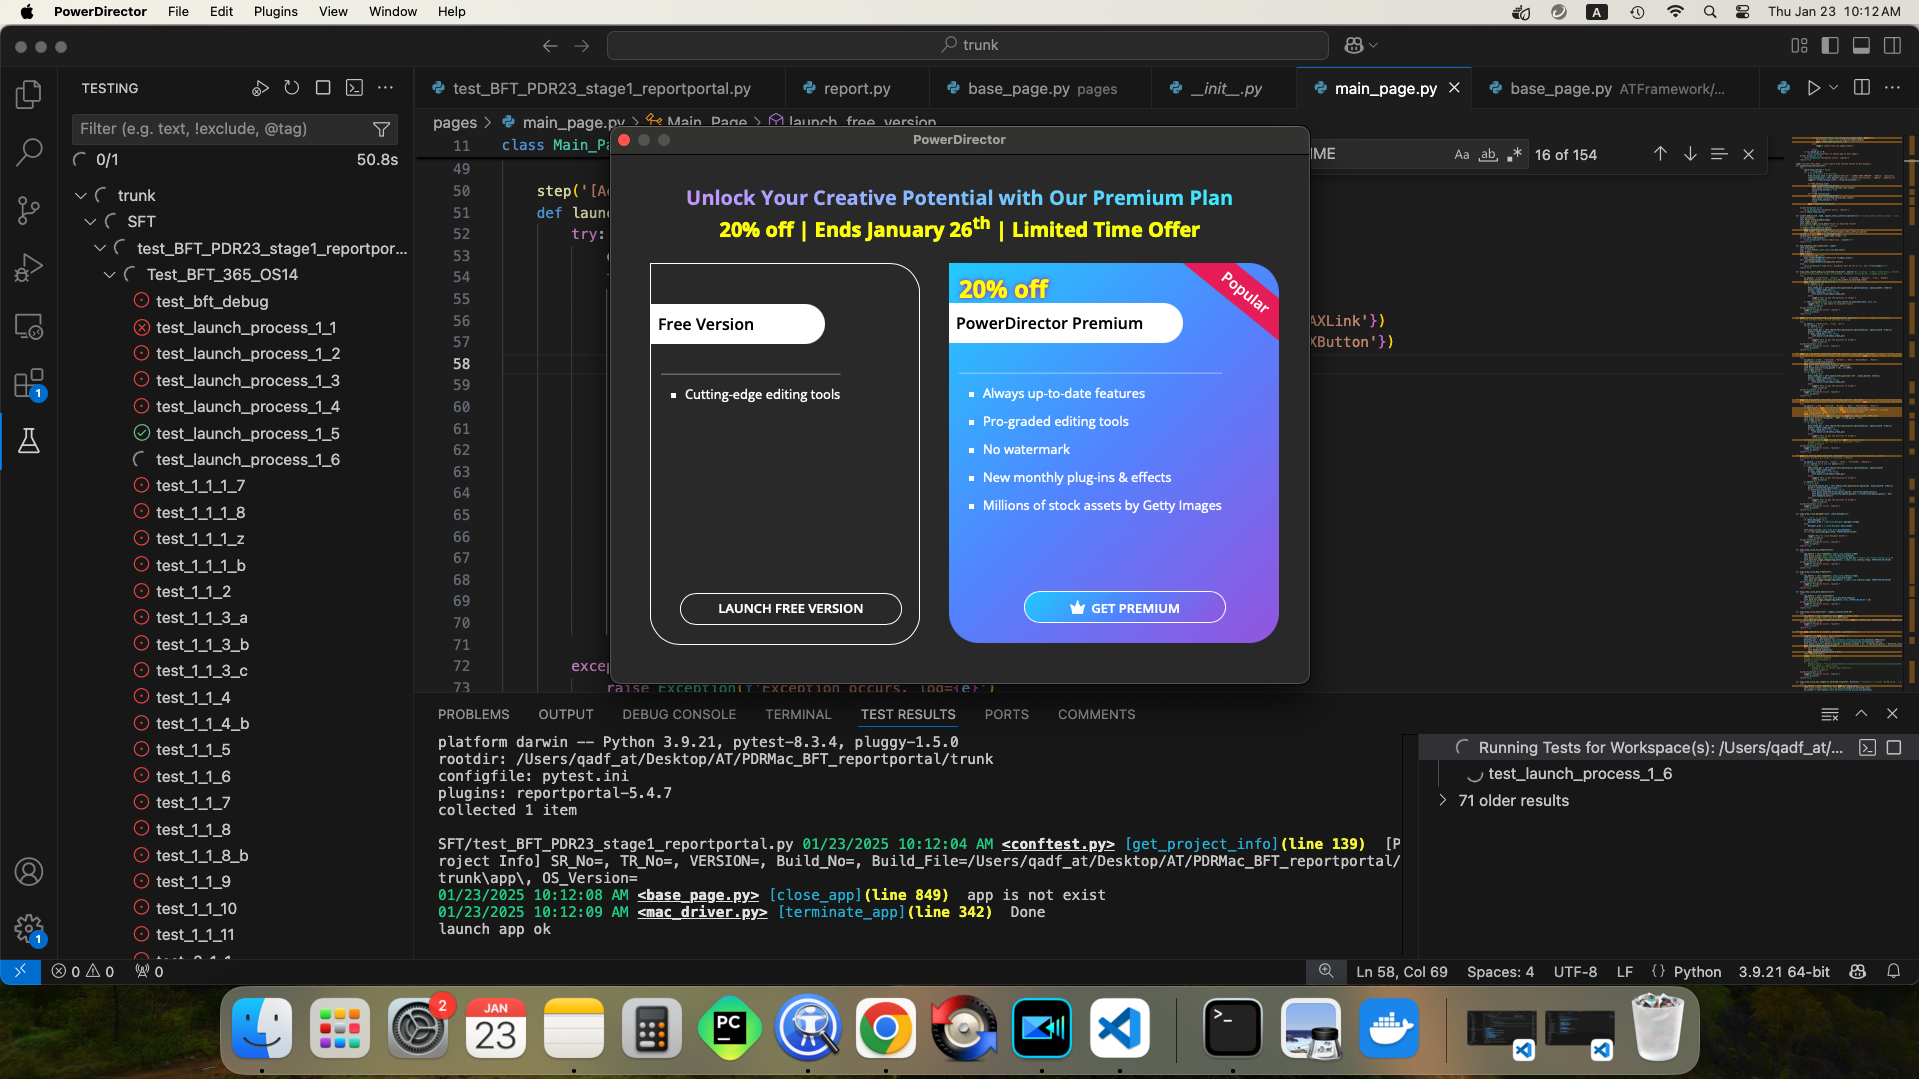 PowerDirector File Edit Plugins View Window Help
A Thu Jan 23 10:12 AM
trunk
TESTING
test_BFT_PDR23_stage1_reportportal.py report.py base_page.py pages __init__.py main_page.py base_page.py ATFramework/...
Filter (e.g. text, !exclude, @tag)
0/1 50.8s
pages > main_page.py > Main_Page > launch_free_version
trunk
SFT
test_BFT_PDR23_stage1_reportpor...
Test_BFT_365_OS14
test_bft_debug
test_launch_process_1_1
test_launch_process_1_2
test_launch_process_1_3
test_launch_process_1_4
test_launch_process_1_5
test_launch_process_1_6
test_1_1_1_7
test_1_1_1_8
test_1_1_1_z
test_1_1_1_b
test_1_1_2
test_1_1_3_a
test_1_1_3_b
test_1_1_3_c
test_1_1_4
test_1_1_4_b
test_1_1_5
test_1_1_6
test_1_1_7
test_1_1_8
test_1_1_8_b
test_1_1_9
test_1_1_10
test_1_1_11
1
1
11 class Main_Pa
49
50 step('[Ac
51 def laun
52 try:
53
54
55
56 AXLink'})
57 XButton'})
58
59
60
61
62
63
64
65
66
67
68
69
70
71
72 excep
73 raise Exception(f'Exception occurs. log={e}')
IME Aa ab .* 16 of 154
PowerDirector
Unlock Your Creative Potential with Our Premium Plan
20% off | Ends January 26th | Limited Time Offer
Free Version
Cutting-edge editing tools
LAUNCH FREE VERSION
20% off
Popular
PowerDirector Premium
Always up-to-date features
Pro-graded editing tools
No watermark
New monthly plug-ins & effects
Millions of stock assets by Getty Images
GET PREMIUM
PROBLEMS OUTPUT DEBUG CONSOLE TERMINAL TEST RESULTS PORTS COMMENTS
platform darwin -- Python 3.9.21, pytest-8.3.4, pluggy-1.5.0
rootdir: /Users/qadf_at/Desktop/AT/PDRMac_BFT_reportportal/trunk
configfile: pytest.ini
plugins: reportportal-5.4.7
collected 1 item
SFT/test_BFT_PDR23_stage1_reportportal.py 01/23/2025 10:12:04 AM <conftest.py> [get_project_info](line 139) [P
roject Info] SR_No=, TR_No=, VERSION=, Build_No=, Build_File=/Users/qadf_at/Desktop/AT/PDRMac_BFT_reportportal/
trunk\app\, OS_Version=
01/23/2025 10:12:08 AM <base_page.py> [close_app](line 849) app is not exist
01/23/2025 10:12:09 AM <mac_driver.py> [terminate_app](line 342) Done
launch app ok
Running Tests for Workspace(s): /Users/qadf_at/...
test_launch_process_1_6
71 older results
0 0 0 Ln 58, Col 69 Spaces: 4 UTF-8 LF {} Python 3.9.21 64-bit
2
JAN
23
PC
>_